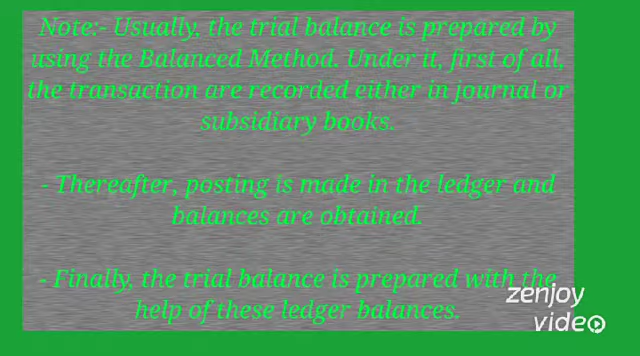 Note:- Usually, the trial balance is prepared by
using the Balanced Method. Under it, first of all,
the transaction are recorded either in journal or
subsidiary books.
- Thereafter, posting is made in the ledger and
balances are obtained.
- Finally, the trial balance is prepared with the
help of these ledger balances.
zenjoy
video